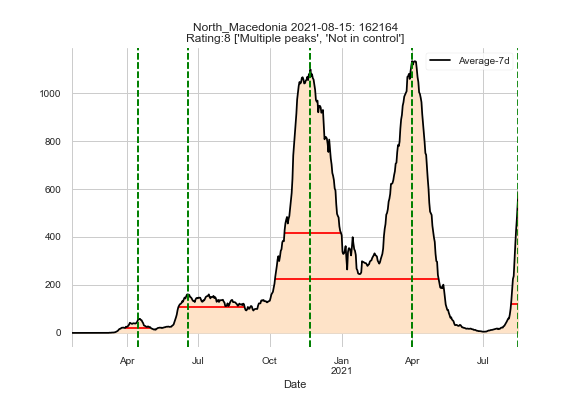 North_Macedonia 2021-08-15: 162164
Rating:8 ['Multiple peaks', 'Not in control']
Average-7d
1000
800
600
400
200
0
Apr
Jul
Oct
Jan
2021
Apr
Jul
Date